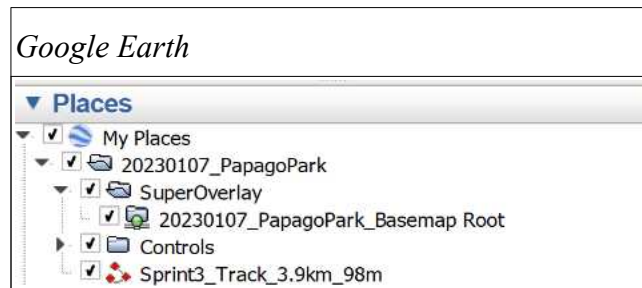 Google Earth
Places
My Places
20230107_PapagoPark
SuperOverlay
20230107_PapagoPark_Basemap Root
Controls
Sprint3_Track_3.9km_98m